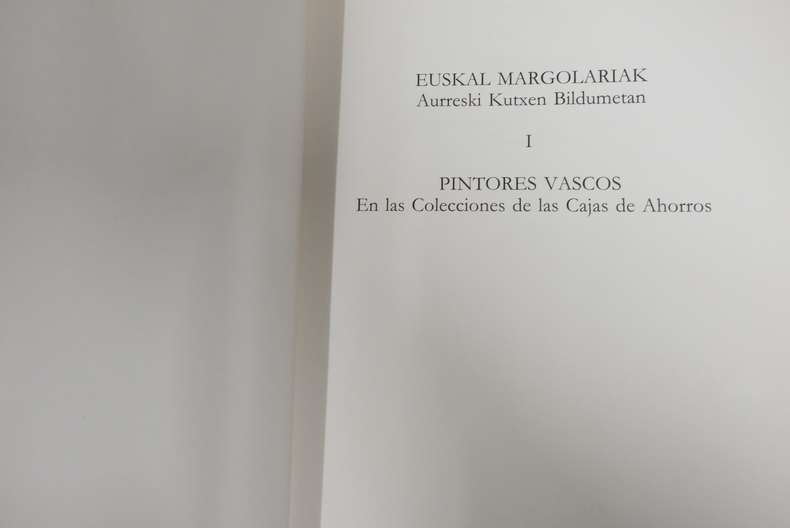 EUSKAL MARGOLARIAK
Aurreski Kutxen Bildumetan
I
PINTORES VASCOS
En las Colecciones de las Cajas de Ahorros